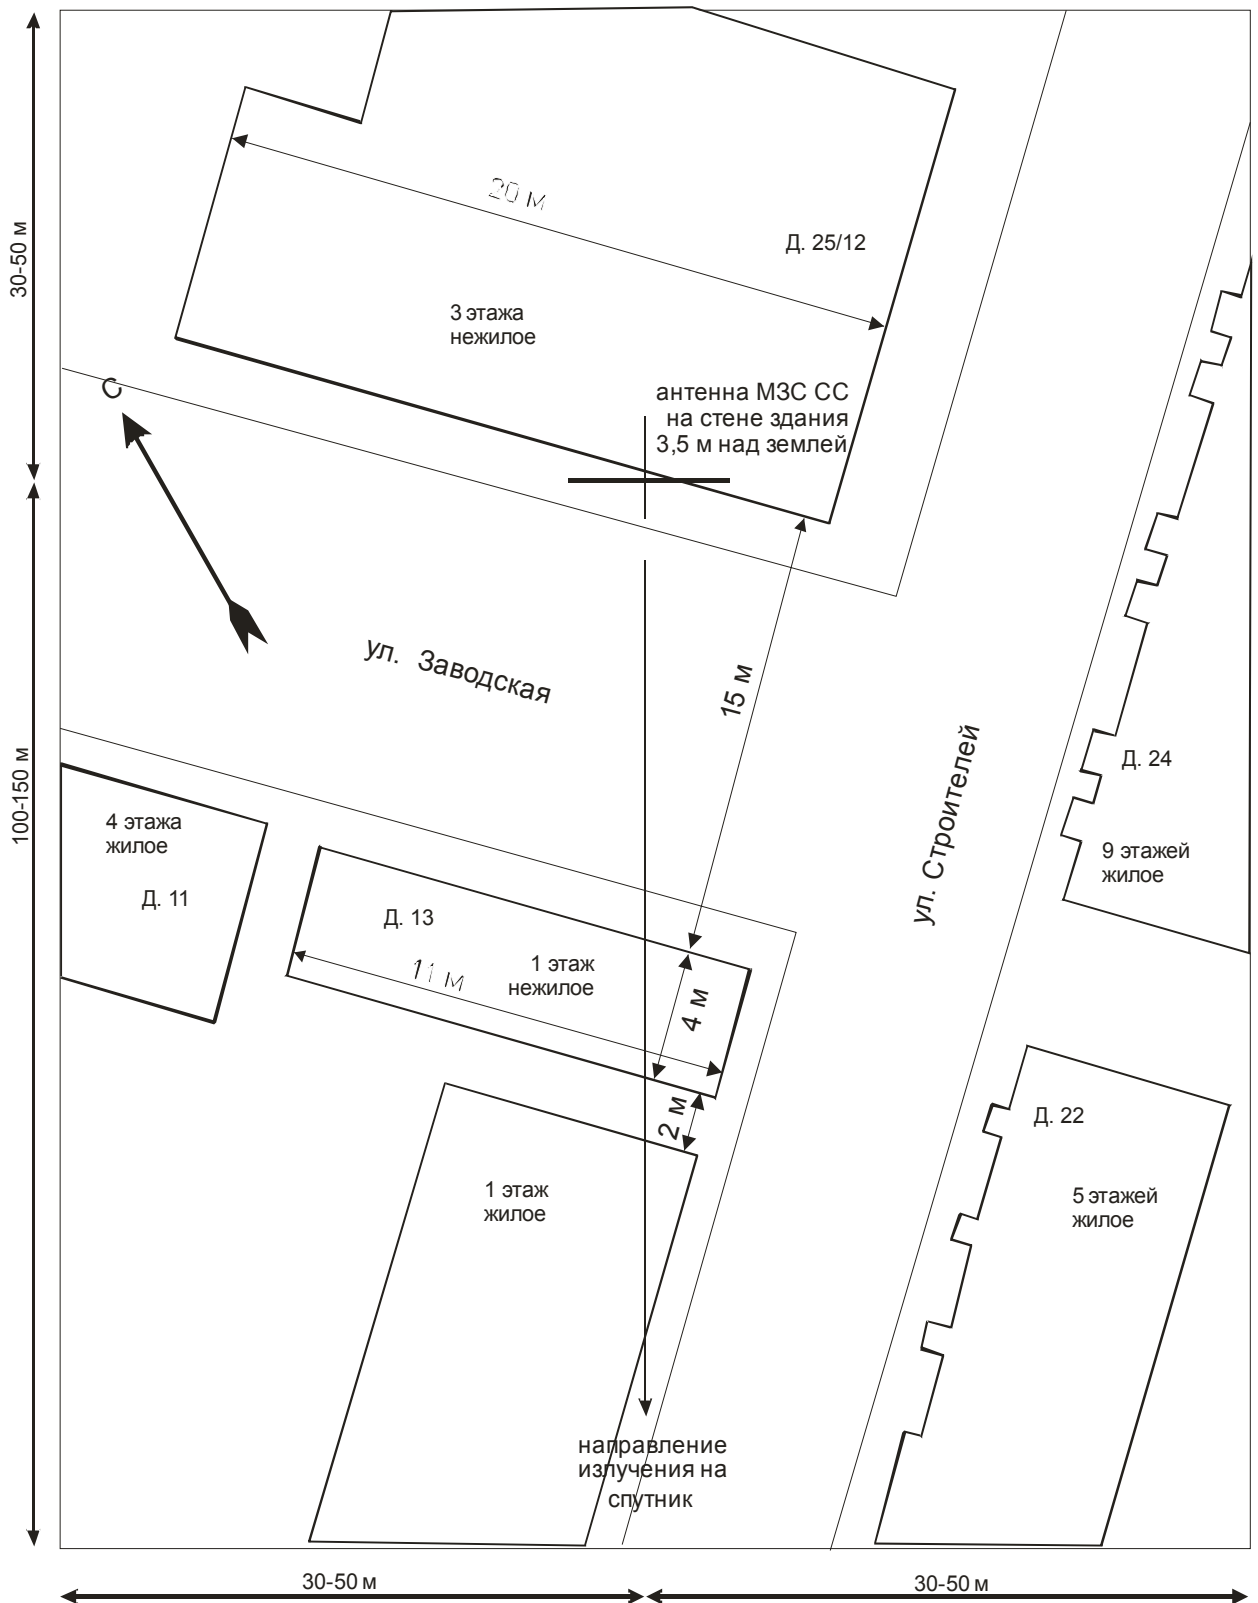 20 м
Д. 25/12
30-50 м
3 этажа
нежилое
С
антенна МЗС СС
на стене здания
3,5 м над землей
ул. Заводская
15 м
ул. Строителей
Д. 24
9 этажей
жилое
100-150 м
4 этажа
жилое
Д. 11
Д. 13
11 м
1 этаж
нежилое
4 м
2 м
Д. 22
5 этажей
жилое
1 этаж
жилое
направление
излучения на
спутник
30-50 м
30-50 м